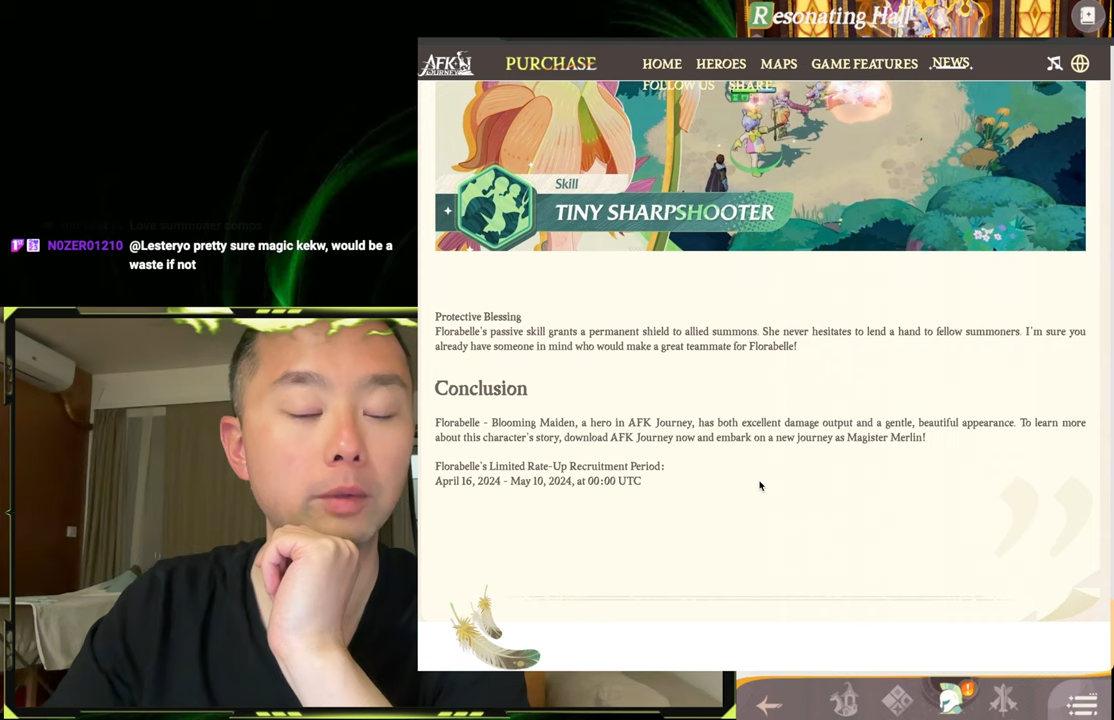 Resonating Hall
AFK JOURNEY
PURCHASE
HOME HEROES MAPS GAME FEATURES NEWS
FOLLOW US SHARE
Skill
TINY SHARPSHOOTER
Love summoner comps
N0ZER01210 @Lesteryo pretty sure magic kekw, would be a
waste if not
Protective Blessing
Florabelle's passive skill grants a permanent shield to allied summons. She never hesitates to lend a hand to fellow summoners. I'm sure you
already have someone in mind who would make a great teammate for Florabelle!
Conclusion
Florabelle - Blooming Maiden, a hero in AFK Journey, has both excellent damage output and a gentle, beautiful appearance. To learn more
about this character's story, download AFK Journey now and embark on a new journey as Magister Merlin!
Florabelle's Limited Rate-Up Recruitment Period:
April 16, 2024 - May 10, 2024, at 00:00 UTC